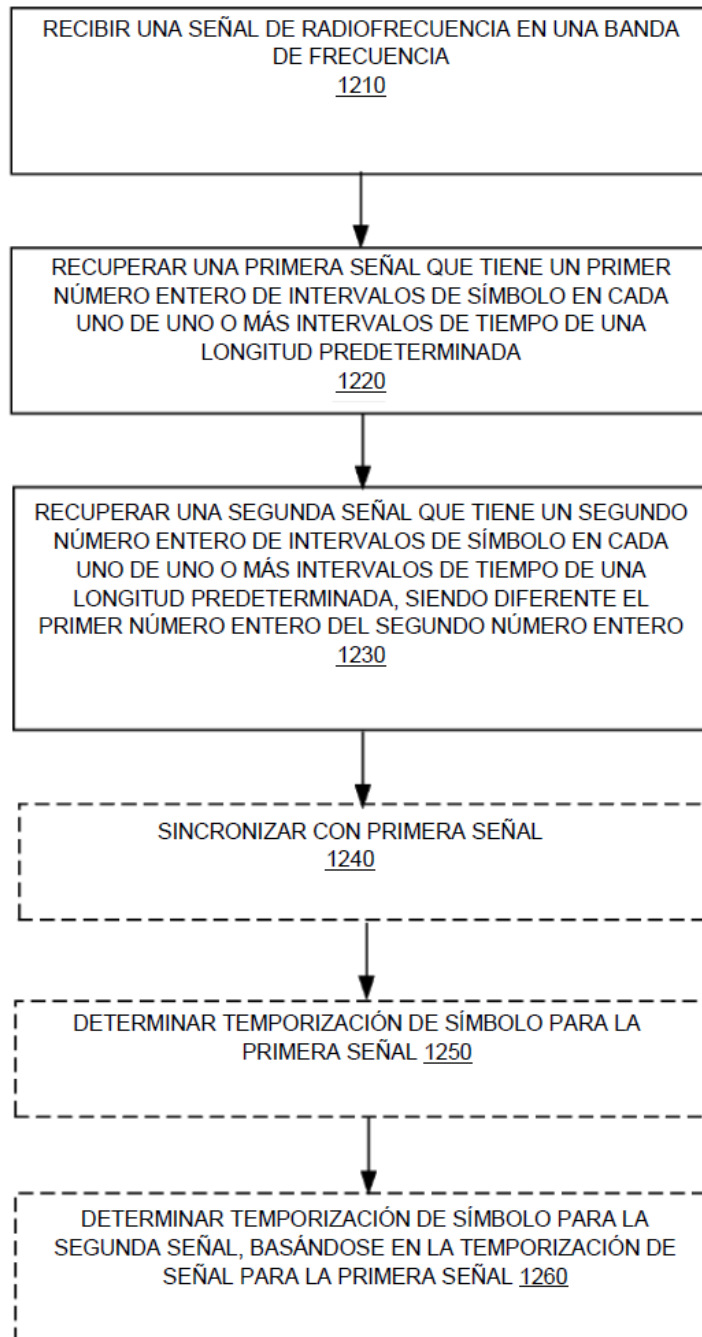 RECIBIR UNA SEÑAL DE RADIOFRECUENCIA EN UNA BANDA
DE FRECUENCIA
1210
RECUPERAR UNA PRIMERA SEÑAL QUE TIENE UN PRIMER
NÚMERO ENTERO DE INTERVALOS DE SÍMBOLO EN CADA
UNO DE UNO O MÁS INTERVALOS DE TIEMPO DE UNA
LONGITUD PREDETERMINADA
1220
RECUPERAR UNA SEGUNDA SEÑAL QUE TIENE UN SEGUNDO
NÚMERO ENTERO DE INTERVALOS DE SÍMBOLO EN CADA
UNO DE UNO O MÁS INTERVALOS DE TIEMPO DE UNA
LONGITUD PREDETERMINADA, SIENDO DIFERENTE EL
PRIMER NÚMERO ENTERO DEL SEGUNDO NÚMERO ENTERO
1230
SINCRONIZAR CON PRIMERA SEÑAL
1240
DETERMINAR TEMPORIZACIÓN DE SÍMBOLO PARA LA
PRIMERA SEÑAL 1250
DETERMINAR TEMPORIZACIÓN DE SÍMBOLO PARA LA
SEGUNDA SEÑAL, BASÁNDOSE EN LA TEMPORIZACIÓN DE
SEÑAL PARA LA PRIMERA SEÑAL 1260